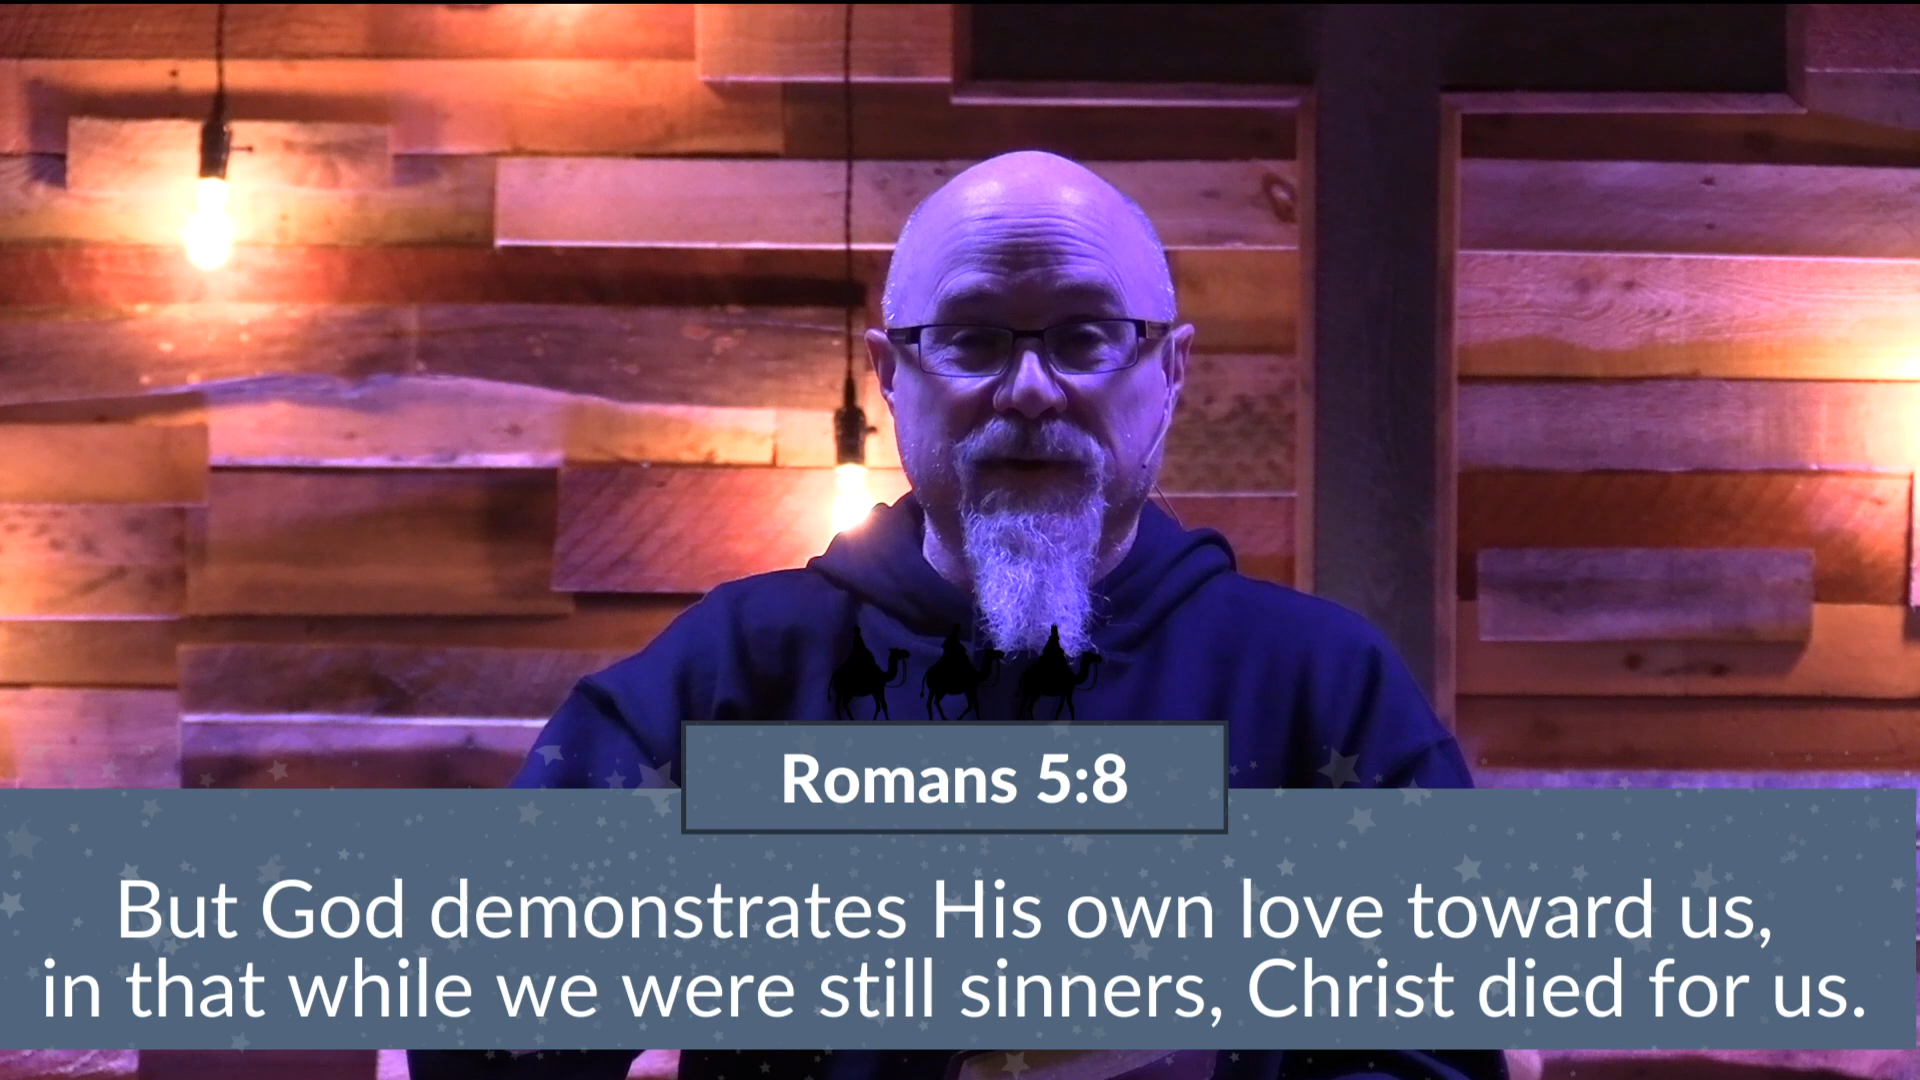 Romans 5:8
But God demonstrates His own love toward us,
in that while we were still sinners, Christ died for us.